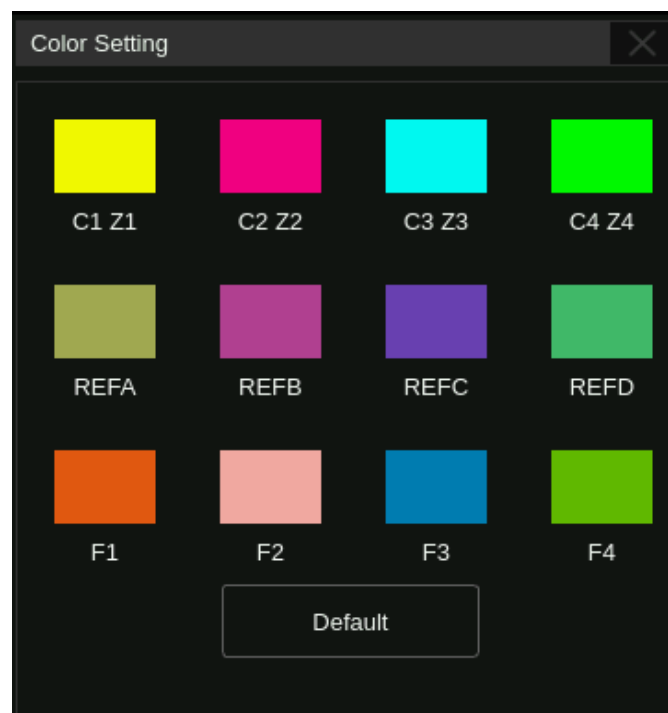 Color Setting
C1 Z1 C2 Z2 C3 Z3 C4 Z4
REFA REFB REFC REFD
F1 F2 F3 F4
Default